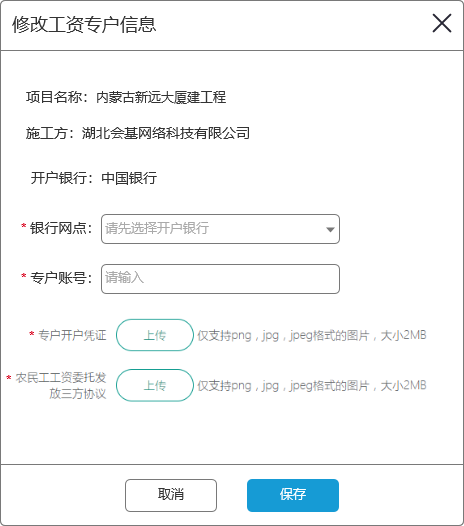 修改工资专户信息
项目名称：内蒙古新远大厦建工程
施工方：湖北会基网络科技有限公司
开户银行：中国银行
* 银行网点：请先选择开户银行
* 专户账号：请输入
* 专户开户凭证 上传 仅支持png，jpg，jpeg格式的图片，大小2MB
* 农民工工资委托发
放三方协议 上传 仅支持png，jpg，jpeg格式的图片，大小2MB
取消 保存